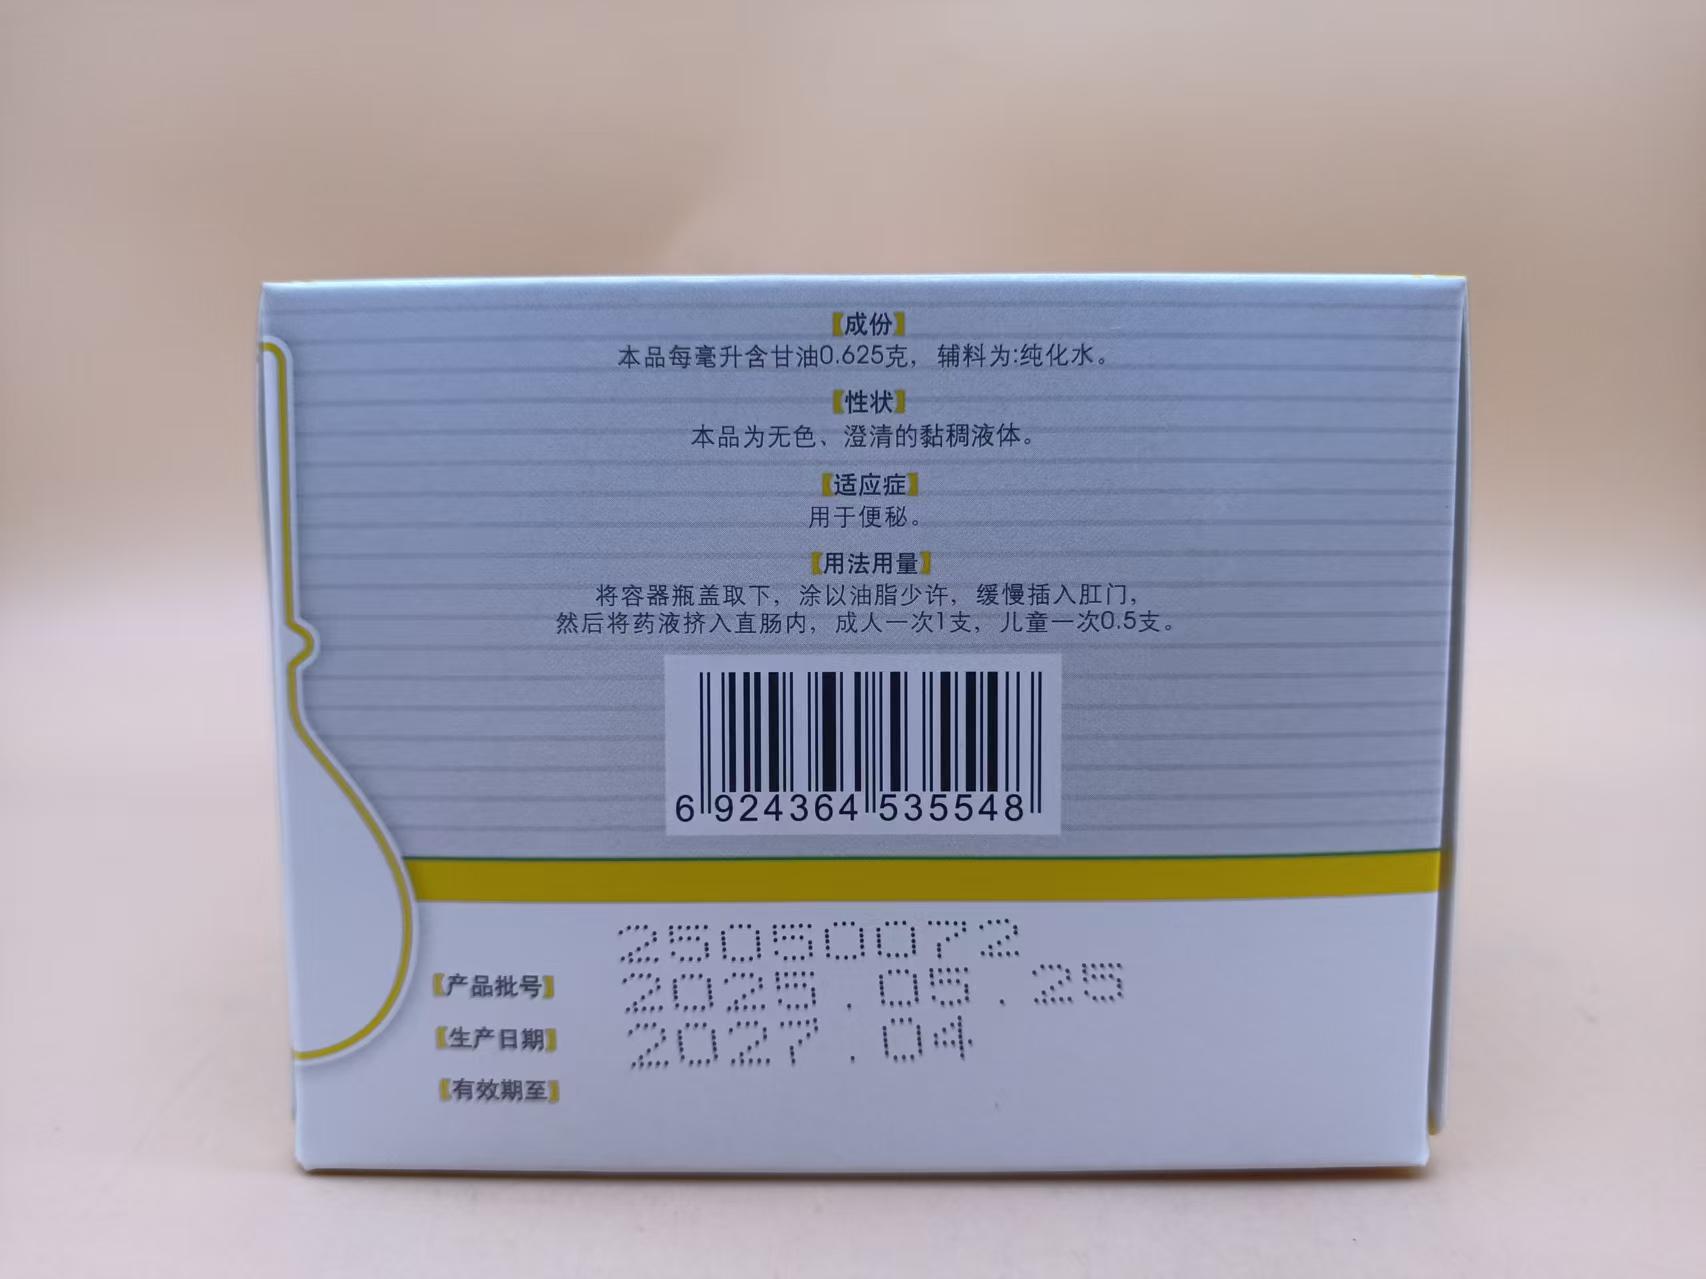 【成份】
本品每毫升含甘油0.625克，辅料为:纯化水。
【性状】
本品为无色、澄清的黏稠液体。
【适应症】
用于便秘。
【用法用量】
将容器瓶盖取下，涂以油脂少许，缓慢插入肛门，
然后将药液挤入直肠内，成人一次1支，儿童一次0.5支。
6 924364 535548
【产品批号】 25050072
【生产日期】 2025.05.25
【有效期至】 2027.04